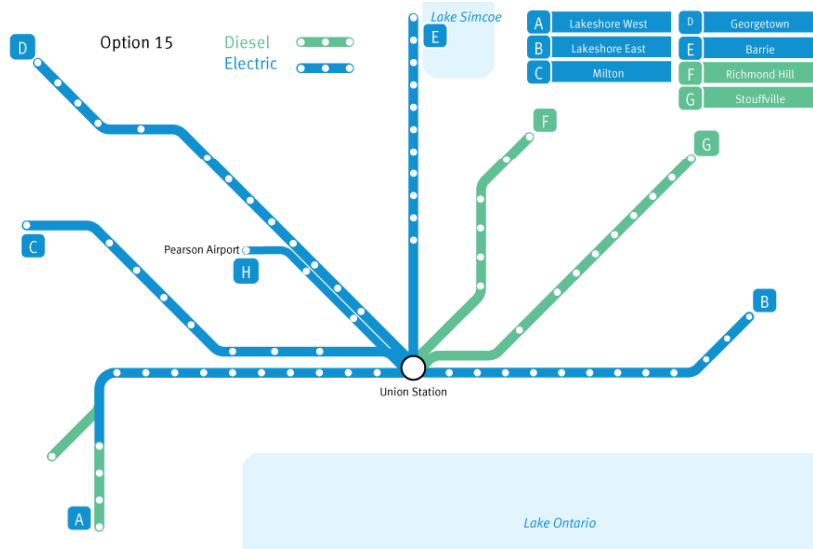 Option 15
Diesel
Electric
Lake Simcoe
A Lakeshore West
B Lakeshore East
C Milton
D Georgetown
E Barrie
F Richmond Hill
G Stouffville
D
E
F
G
C
Pearson Airport
H
B
Union Station
A
Lake Ontario